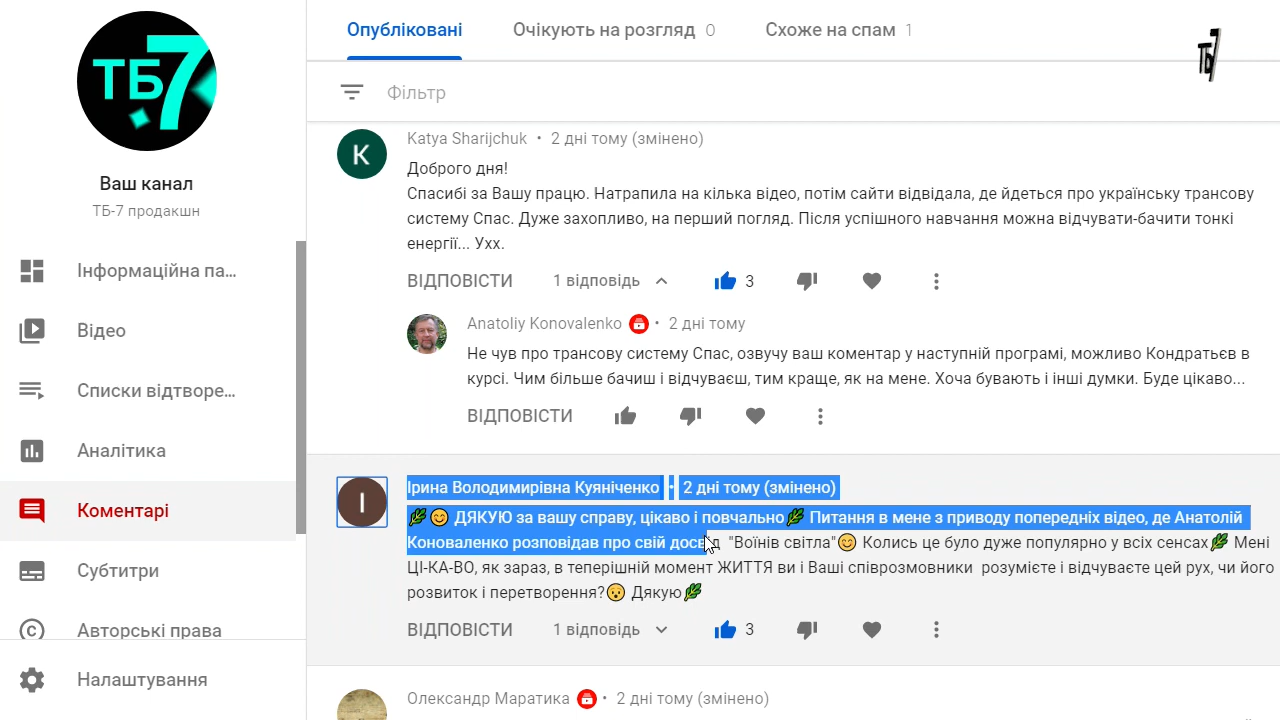 ТБ7
Ваш канал
ТБ-7 продакшн
Інформаційна па...
Відео
Списки відтворе...
Аналітика
Коментарі
Субтитри
Авторські права
Налаштування
Опубліковані
Очікують на розгляд 0
Схоже на спам 1
ТБ7
Фільтр
K
Katya Sharijchuk • 2 дні тому (змінено)
Доброго дня!
Спасибі за Вашу працю. Натрапила на кілька відео, потім сайти відвідала, де йдеться про українську трансову
систему Спас. Дуже захопливо, на перший погляд. Після успішного навчання можна відчувати-бачити тонкі
енергії... Ухх.
ВІДПОВІСТИ 1 відповідь 3
Anatoliy Konovalenko • 2 дні тому
Не чув про трансову систему Спас, озвучу ваш коментар у наступній програмі, можливо Кондратьєв в
курсі. Чим більше бачиш і відчуваєш, тим краще, як на мене. Хоча бувають і інші думки. Буде цікаво...
ВІДПОВІСТИ
І
Ірина Володимирівна Куяніченко • 2 дні тому (змінено)
🌿😊 ДЯКУЮ за вашу справу, цікаво і повчально🌿 Питання в мене з приводу попередніх відео, де Анатолій
Коноваленко розповідав про свій досвід "Воїнів світла"😊 Колись це було дуже популярно у всіх сенсах🌿 Мені
ЦІ-КА-ВО, як зараз, в теперішній момент ЖИТТЯ ви і Ваші співрозмовники розумієте і відчуваєте цей рух, чи його
розвиток і перетворення?😮 Дякую🌿
ВІДПОВІСТИ 1 відповідь 3
Олександр Маратика • 2 дні тому (змінено)